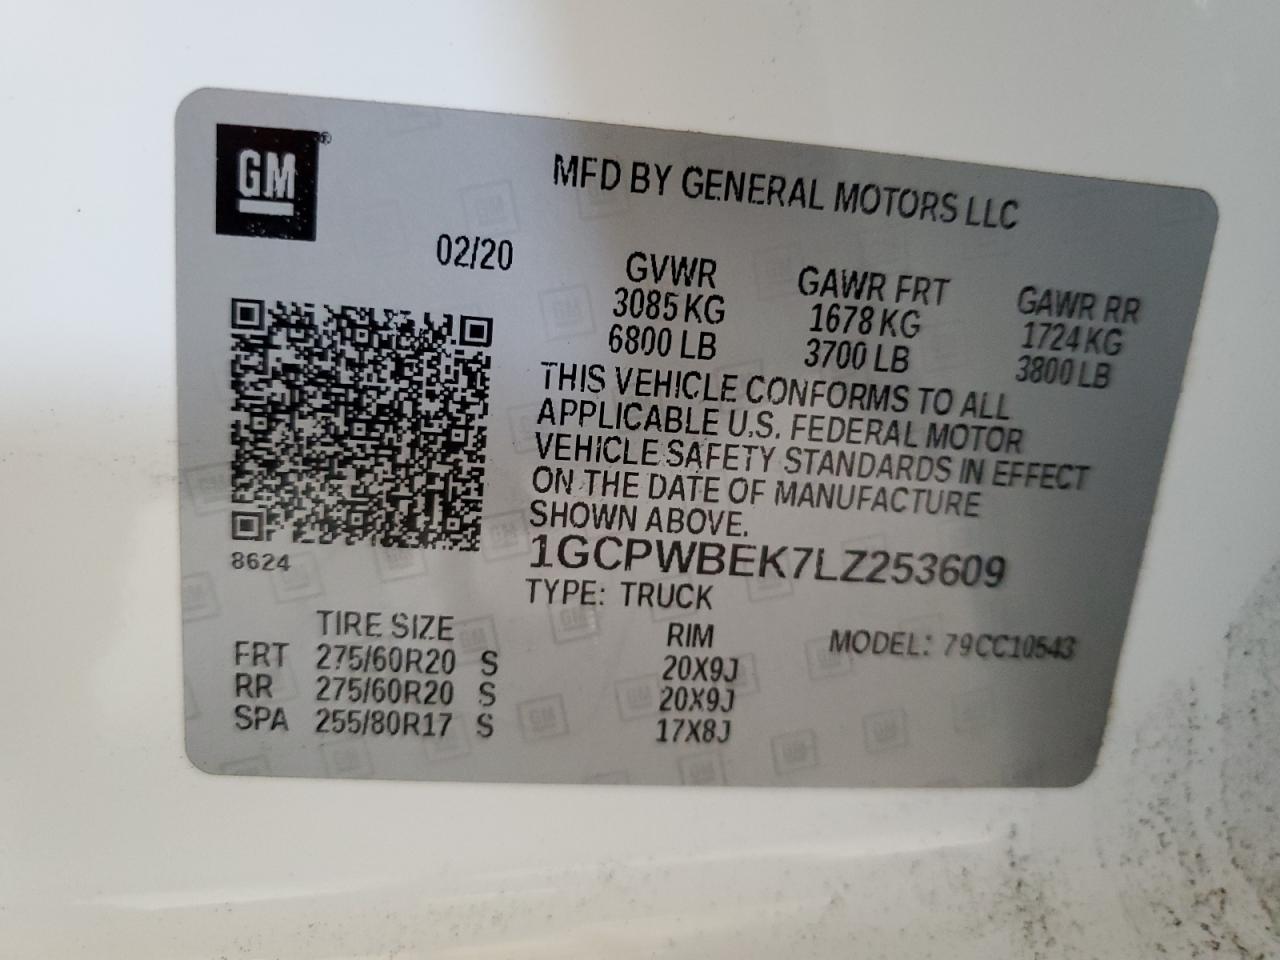 GM®
MFD BY GENERAL MOTORS LLC
02/20
GVWR GAWR FRT GAWR RR
3085 KG 1678 KG 1724 KG
6800 LB 3700 LB 3800 LB
THIS VEHICLE CONFORMS TO ALL
APPLICABLE U.S. FEDERAL MOTOR
VEHICLE SAFETY STANDARDS IN EFFECT
ON THE DATE OF MANUFACTURE
SHOWN ABOVE.
8624
1GCPWBEK7LZ253609
TYPE: TRUCK
TIRE SIZE RIM MODEL: 79CC10543
FRT 275/60R20 S 20X9J
RR 275/60R20 S 20X9J
SPA 255/80R17 S 17X8J